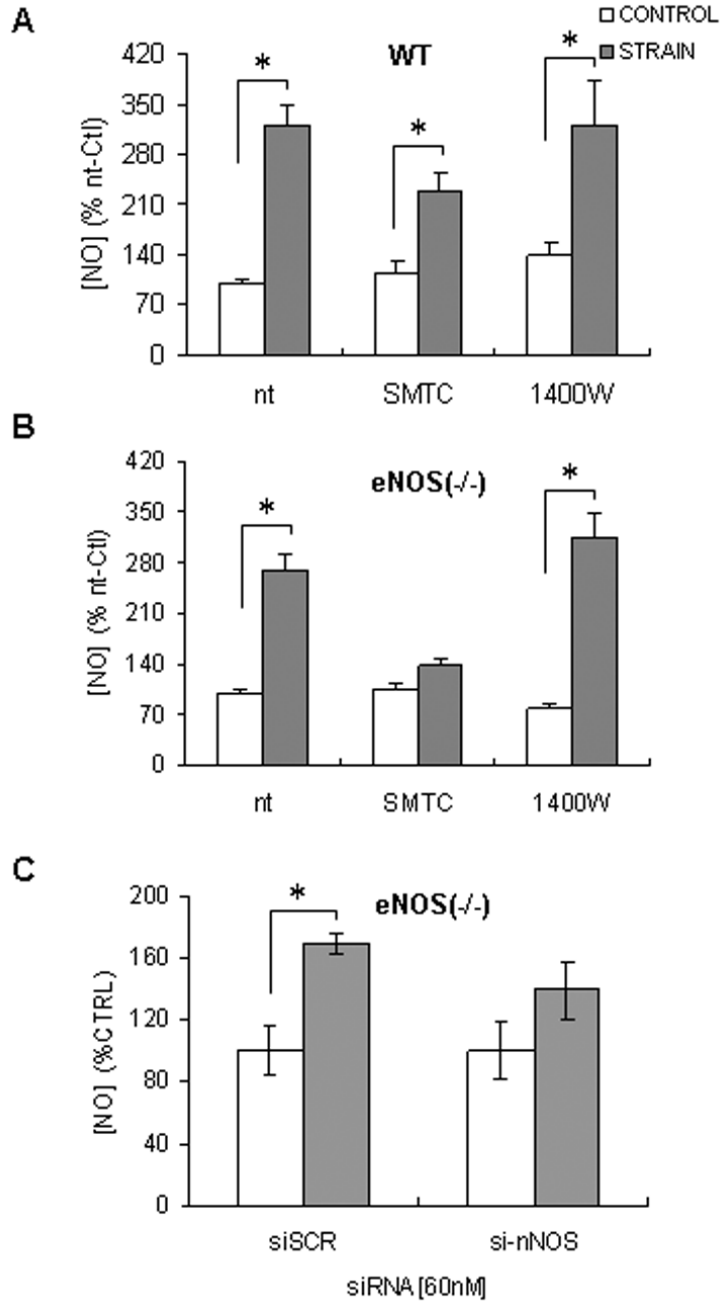 A
CONTROL
STRAIN
WT
[NO] (% nt-Ctl)
420
350
280
210
140
70
0
*
*
*
nt
SMTC
1400W
B
eNOS(-/-)
[NO] (% nt-Ctl)
420
350
280
210
140
70
0
*
*
nt
SMTC
1400W
C
eNOS(-/-)
[NO] (%CTRL)
200
160
120
80
40
0
*
siSCR
si-nNOS
siRNA[60nM]